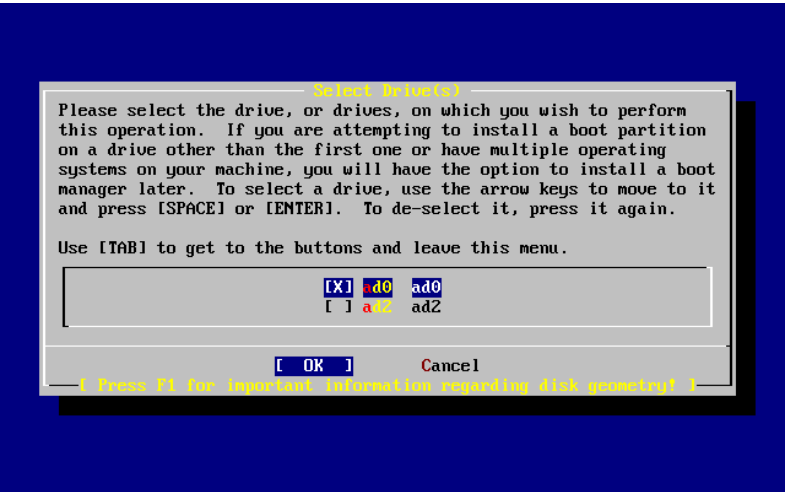 Select Drive(s)
Please select the drive, or drives, on which you wish to perform
this operation.  If you are attempting to install a boot partition
on a drive other than the first one or have multiple operating
systems on your machine, you will have the option to install a boot
manager later.  To select a drive, use the arrow keys to move to it
and press [SPACE] or [ENTER].  To de-select it, press it again.
Use [TAB] to get to the buttons and leave this menu.
[X] ad0  ad0
[ ] ad2  ad2
[  OK  ]       Cancel
[ Press F1 for important information regarding disk geometry! ]